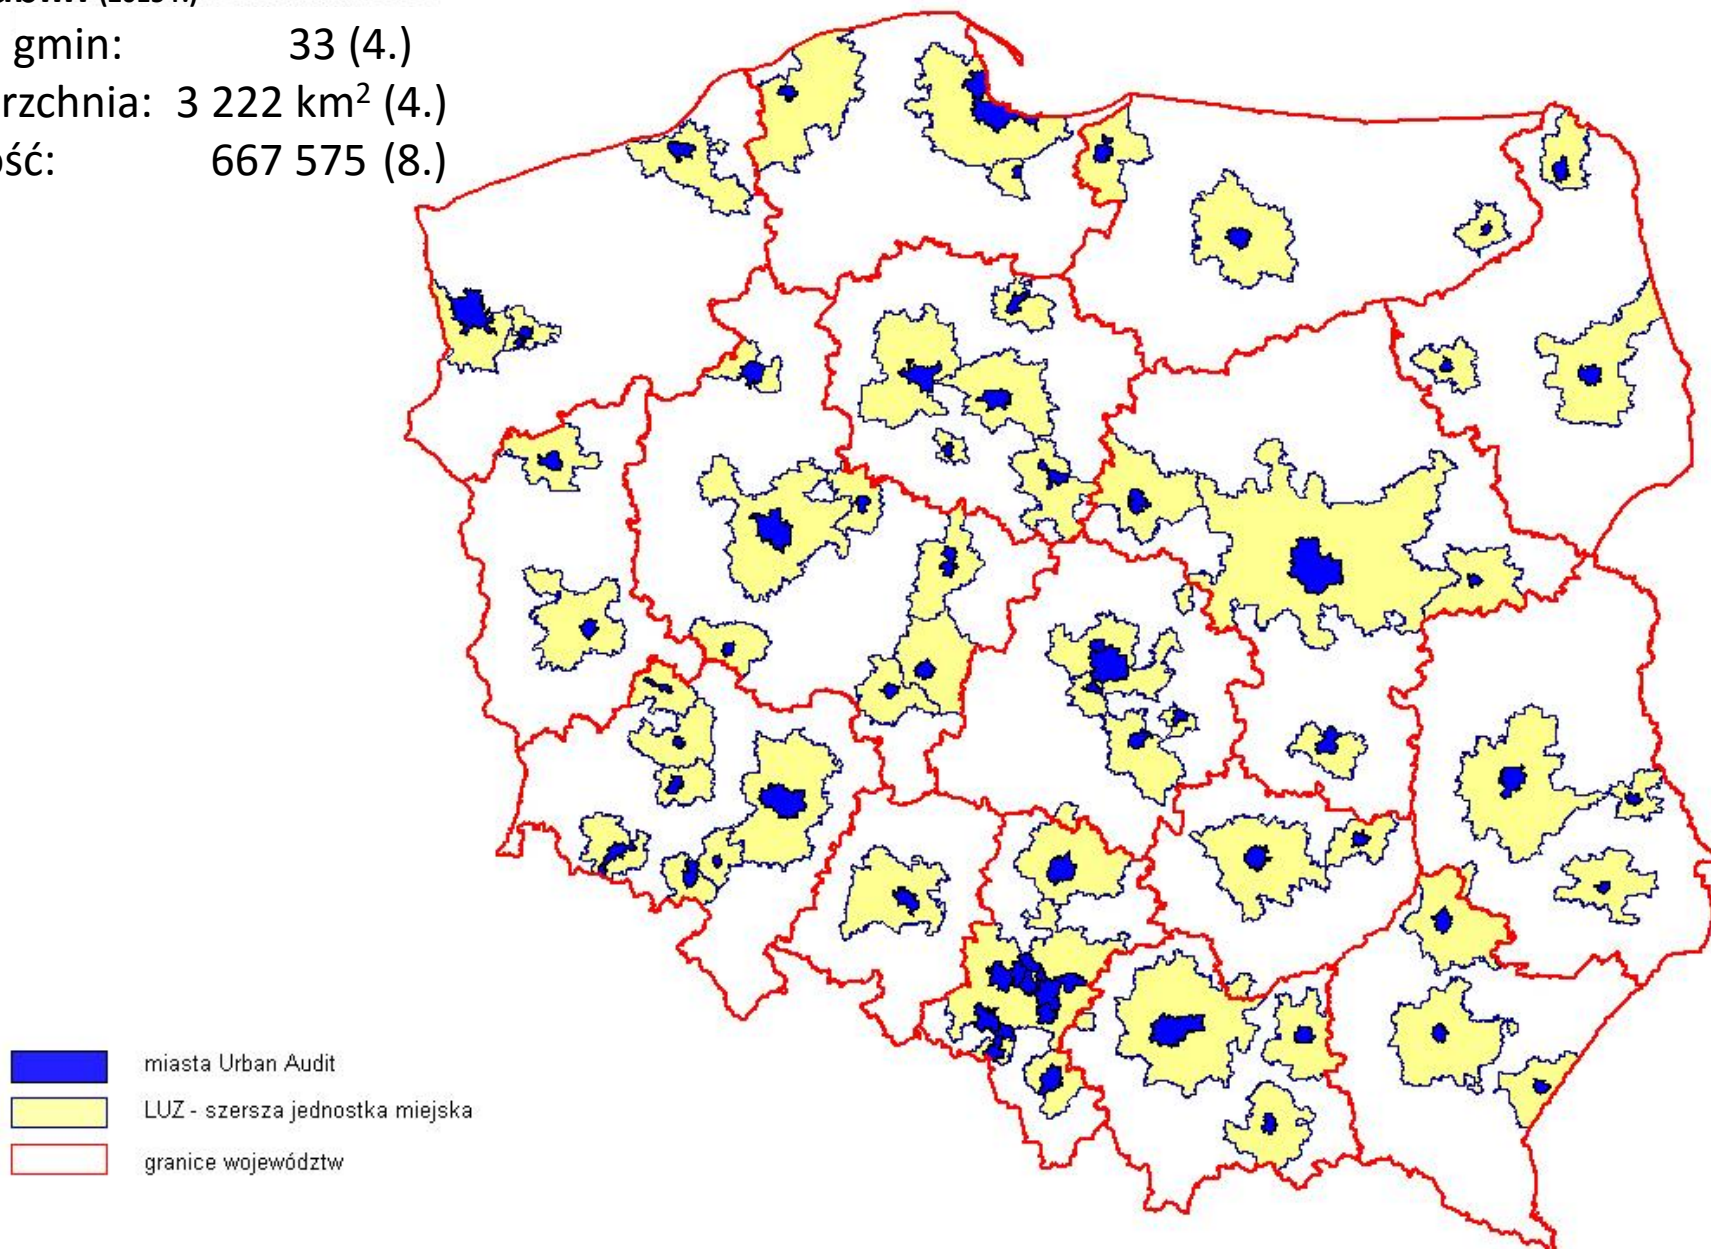 gmin: 33 (4.)
rzchnia: 3 222 km² (4.)
ość: 667 575 (8.)
miasta Urban Audit
LUZ - szersza jednostka miejska
granice województw